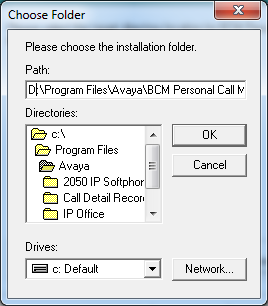 Choose Folder
Please choose the installation folder.
Path:
D:\Program Files\Avaya\BCM Personal Call M
Directories:
c:\
Program Files
Avaya
2050 IP Softphor
Call Detail Recor
IP Office
OK
Cancel
Drives:
c: Default
Network...